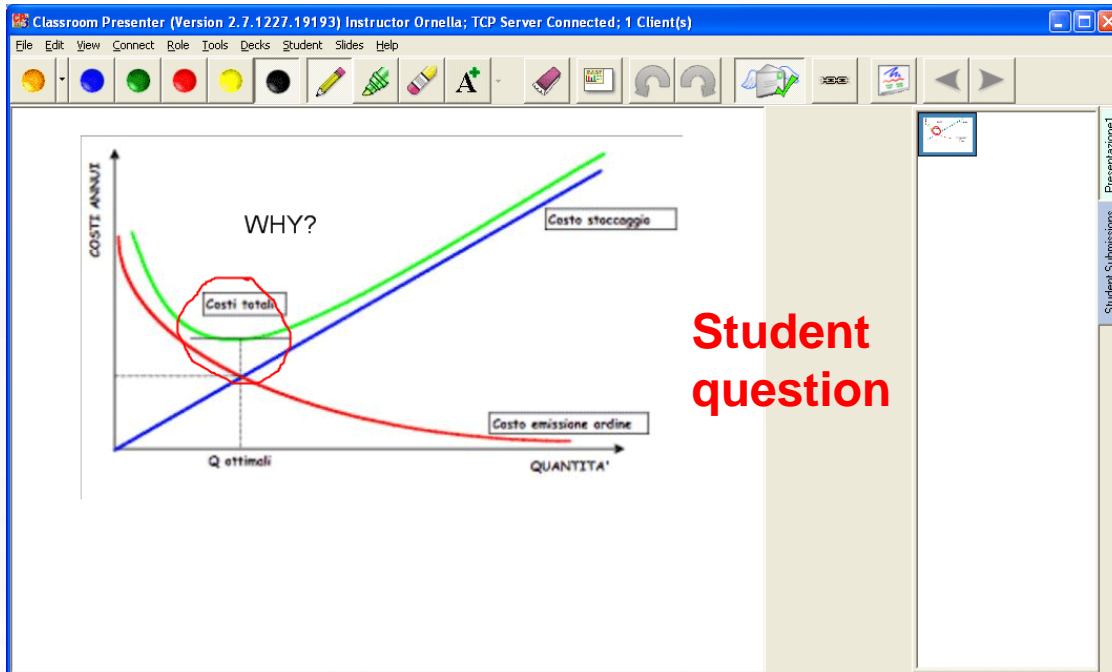 Classroom Presenter (Version 2.7.1227.19193) Instructor Ornella; TCP Server Connected; 1 Client(s)
File Edit View Connect Role Tools Decks Student Slides Help
A
COSTI ANNUI
WHY?
Costo stoccaggio
Costi totali
Student
question
Costo emissione ordine
Q ottimali
QUANTITA'
Presentazione1
Student Submissions